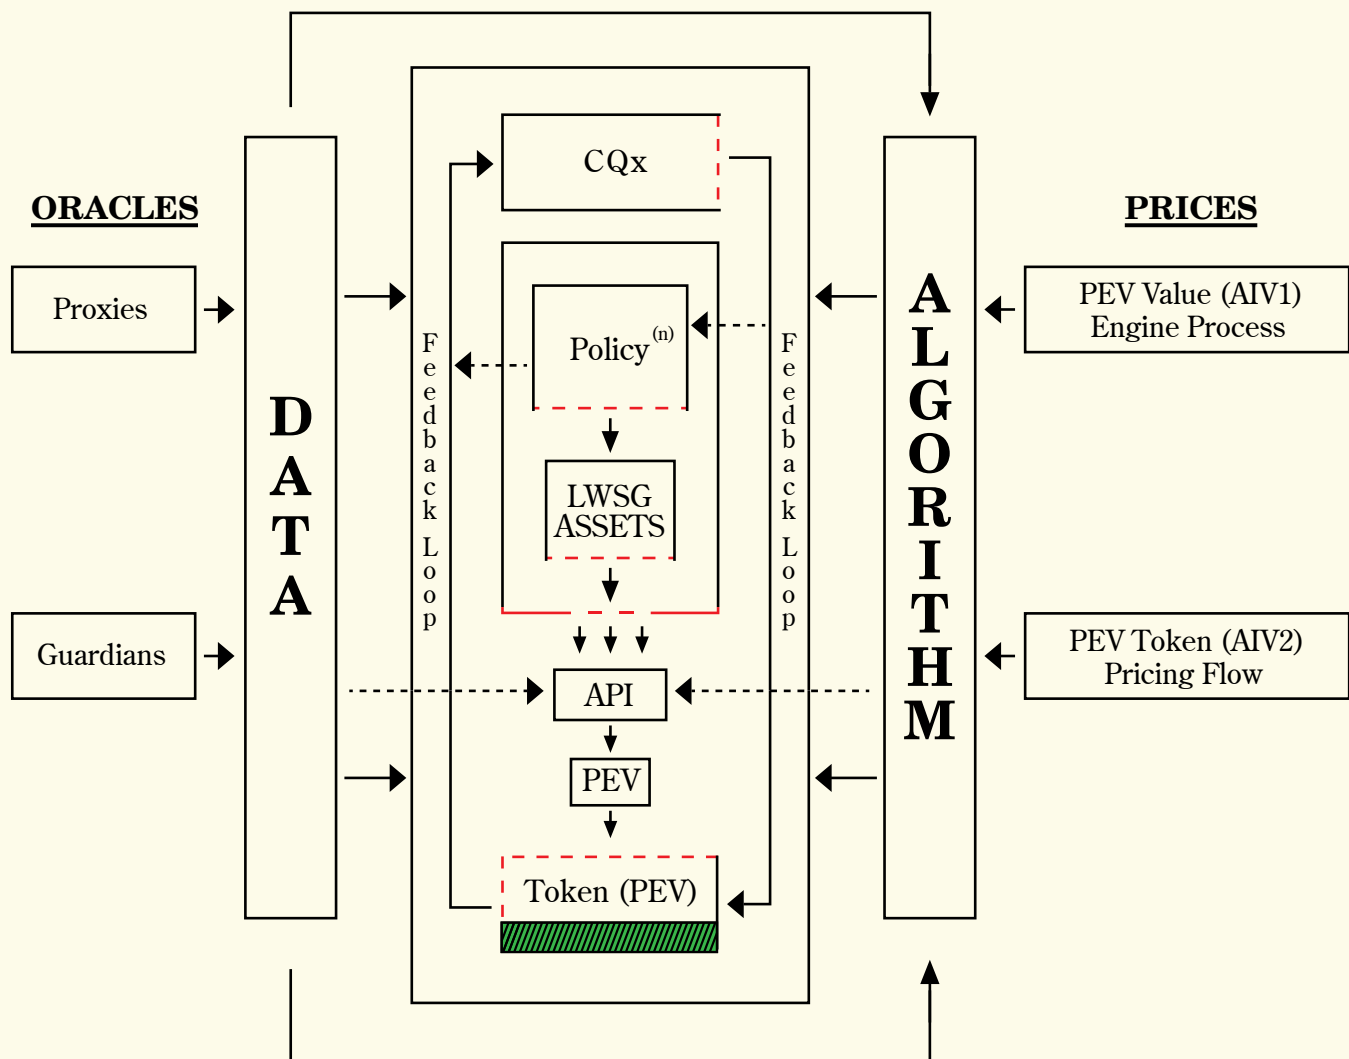 ORACLES
Proxies
Guardians
DATA
Feedback Loop
CQx
Policy(n)
LWSG
ASSETS
API
PEV
Token (PEV)
Feedback Loop
ALGORITHM
PRICES
PEV Value (AIV1)
Engine Process
PEV Token (AIV2)
Pricing Flow